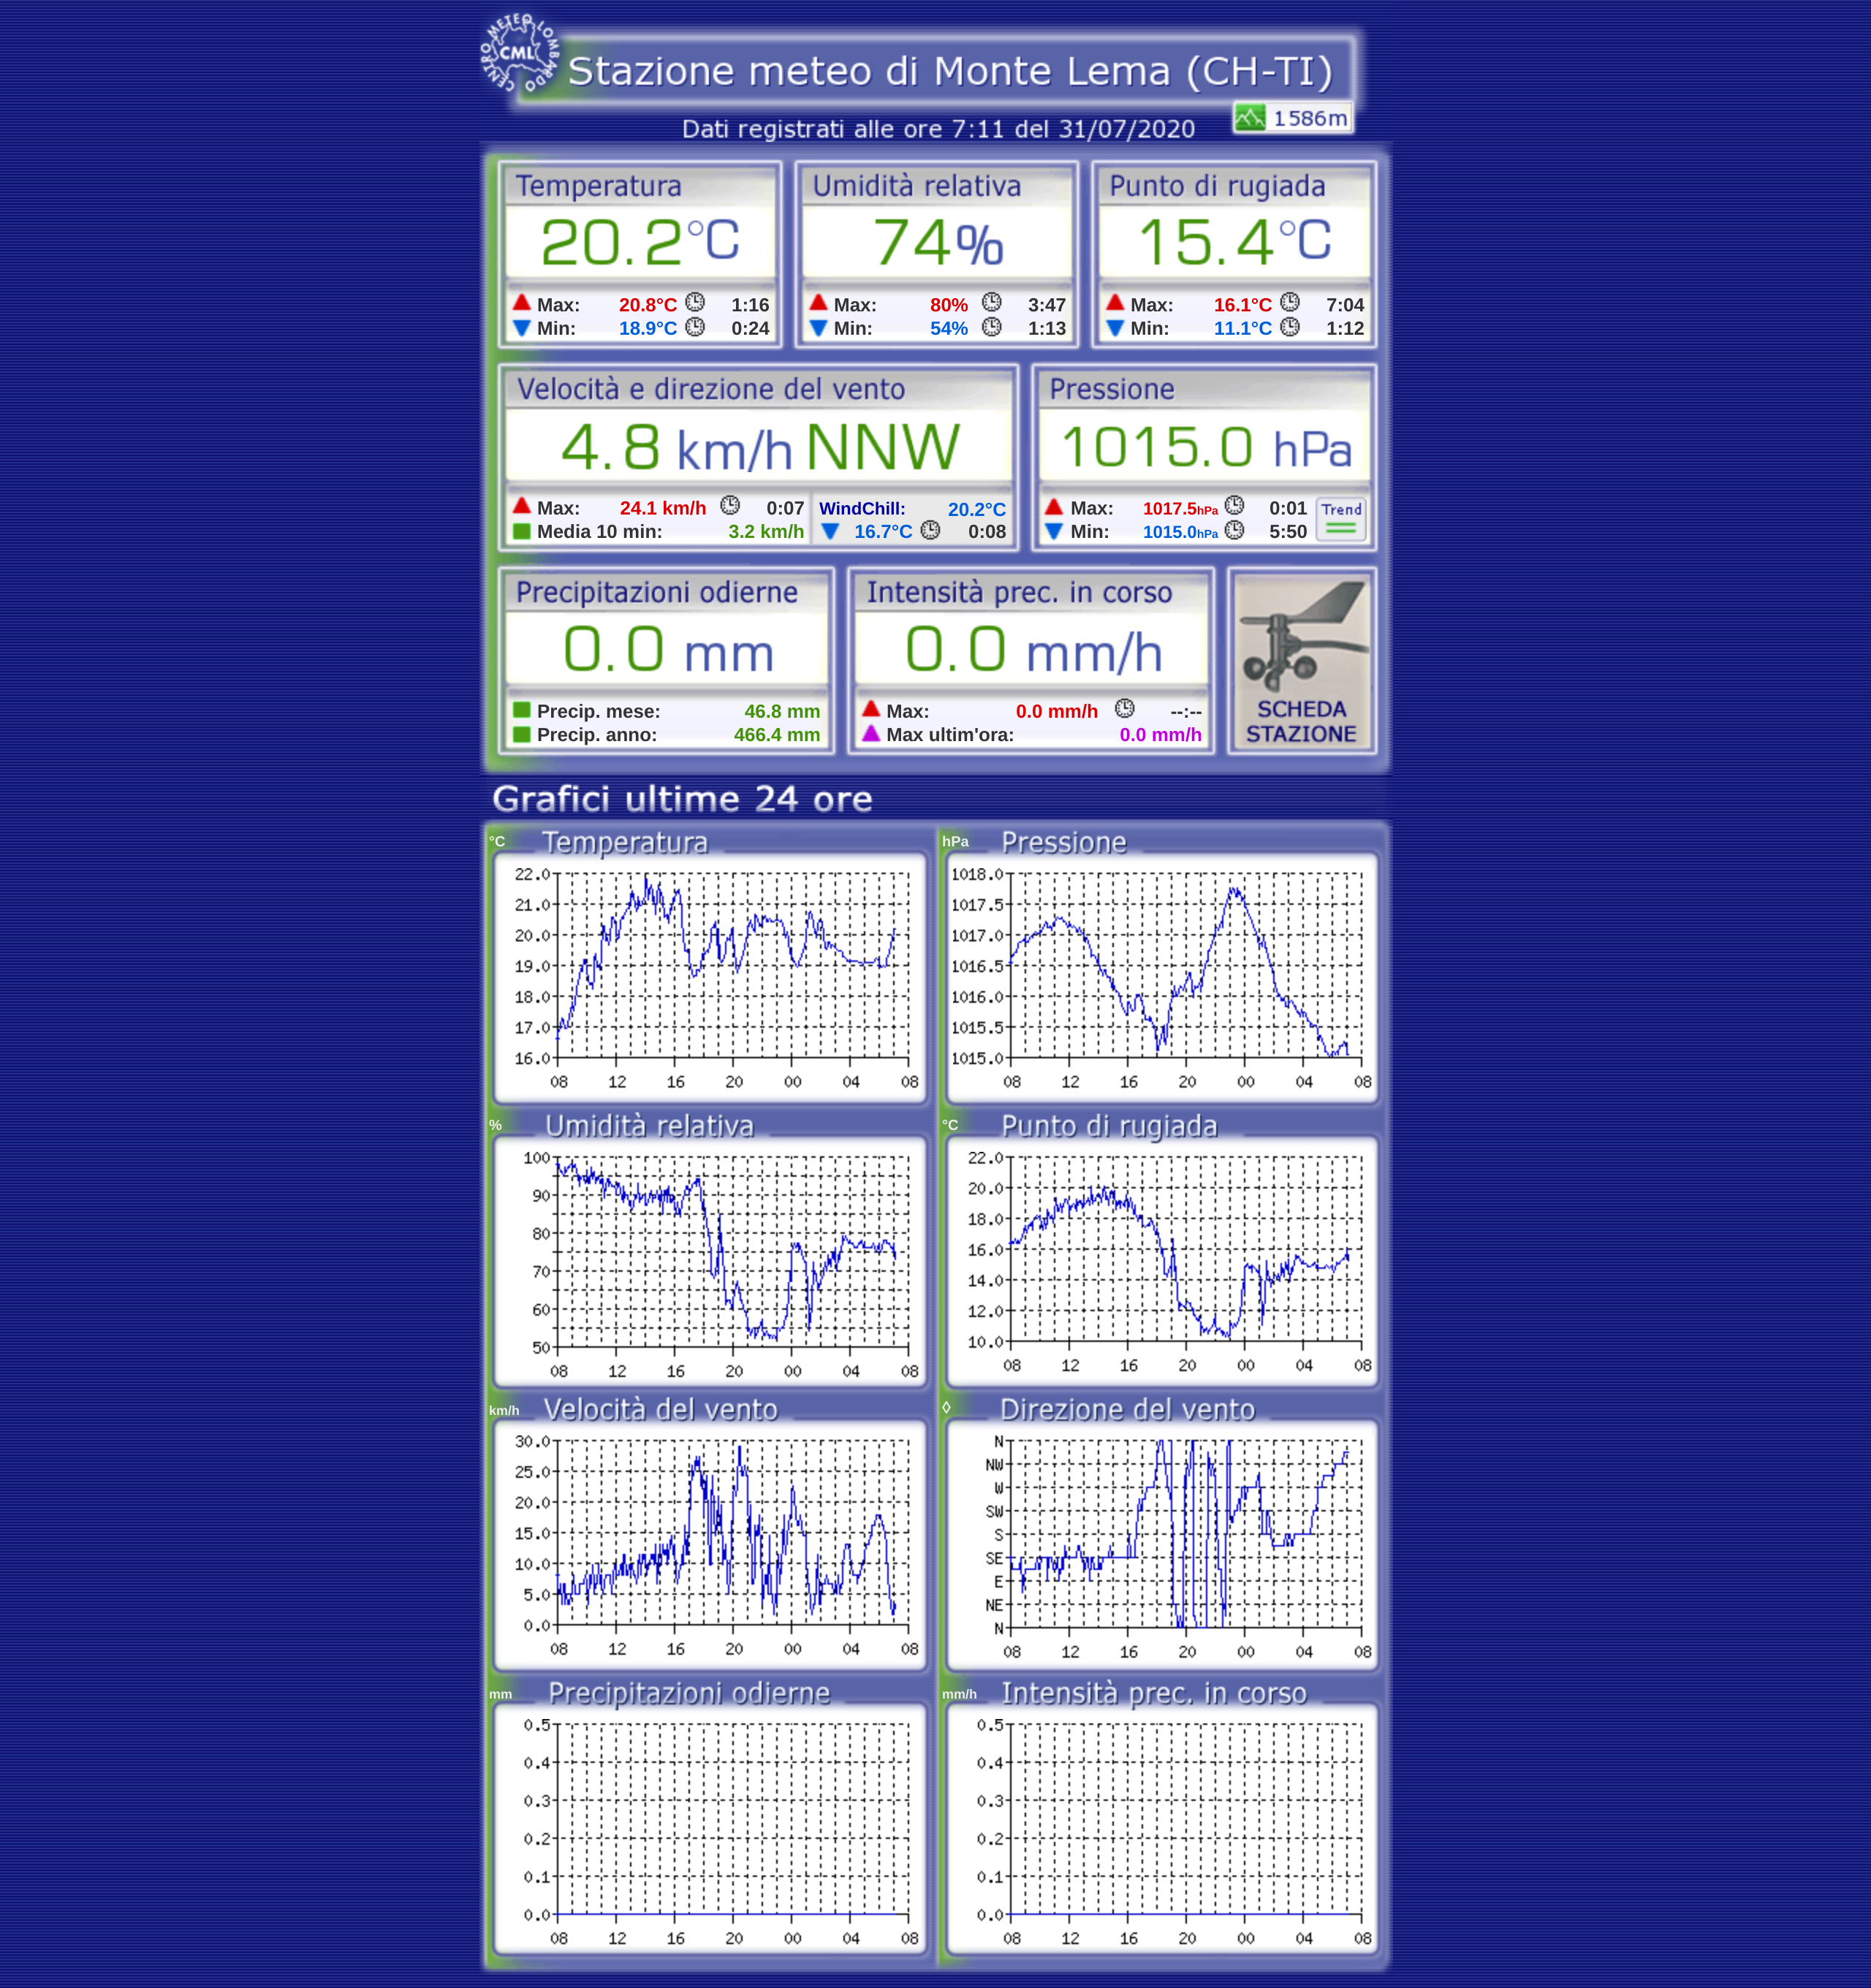 CENTRO METEO LOMBARDO
CML
Stazione meteo di Monte Lema (CH-TI)
1586m
Dati registrati alle ore 7:11 del 31/07/2020
Temperatura
20.2°C
Max: 20.8°C 1:16
Min: 18.9°C 0:24
Umidità relativa
74%
Max: 80% 3:47
Min: 54% 1:13
Punto di rugiada
15.4°C
Max: 16.1°C 7:04
Min: 11.1°C 1:12
Velocità e direzione del vento
4.8 km/h NNW
Max: 24.1 km/h 0:07
Media 10 min: 3.2 km/h
WindChill: 20.2°C
16.7°C 0:08
Pressione
1015.0 hPa
Max: 1017.5hPa 0:01
Min: 1015.0hPa 5:50
Trend
Precipitazioni odierne
0.0 mm
Precip. mese: 46.8 mm
Precip. anno: 466.4 mm
Intensità prec. in corso
0.0 mm/h
Max: 0.0 mm/h --:--
Max ultim'ora: 0.0 mm/h
SCHEDA
STAZIONE
Grafici ultime 24 ore
°C Temperatura
22.0
21.0
20.0
19.0
18.0
17.0
16.0
08 12 16 20 00 04 08
hPa Pressione
1018.0
1017.5
1017.0
1016.5
1016.0
1015.5
1015.0
08 12 16 20 00 04 08
% Umidità relativa
100
90
80
70
60
50
08 12 16 20 00 04 08
°C Punto di rugiada
22.0
20.0
18.0
16.0
14.0
12.0
10.0
08 12 16 20 00 04 08
km/h Velocità del vento
30.0
25.0
20.0
15.0
10.0
5.0
0.0
08 12 16 20 00 04 08
◊ Direzione del vento
N
NW
W
SW
S
SE
E
NE
N
08 12 16 20 00 04 08
mm Precipitazioni odierne
0.5
0.4
0.3
0.2
0.1
0.0
08 12 16 20 00 04 08
mm/h Intensità prec. in corso
0.5
0.4
0.3
0.2
0.1
0.0
08 12 16 20 00 04 08